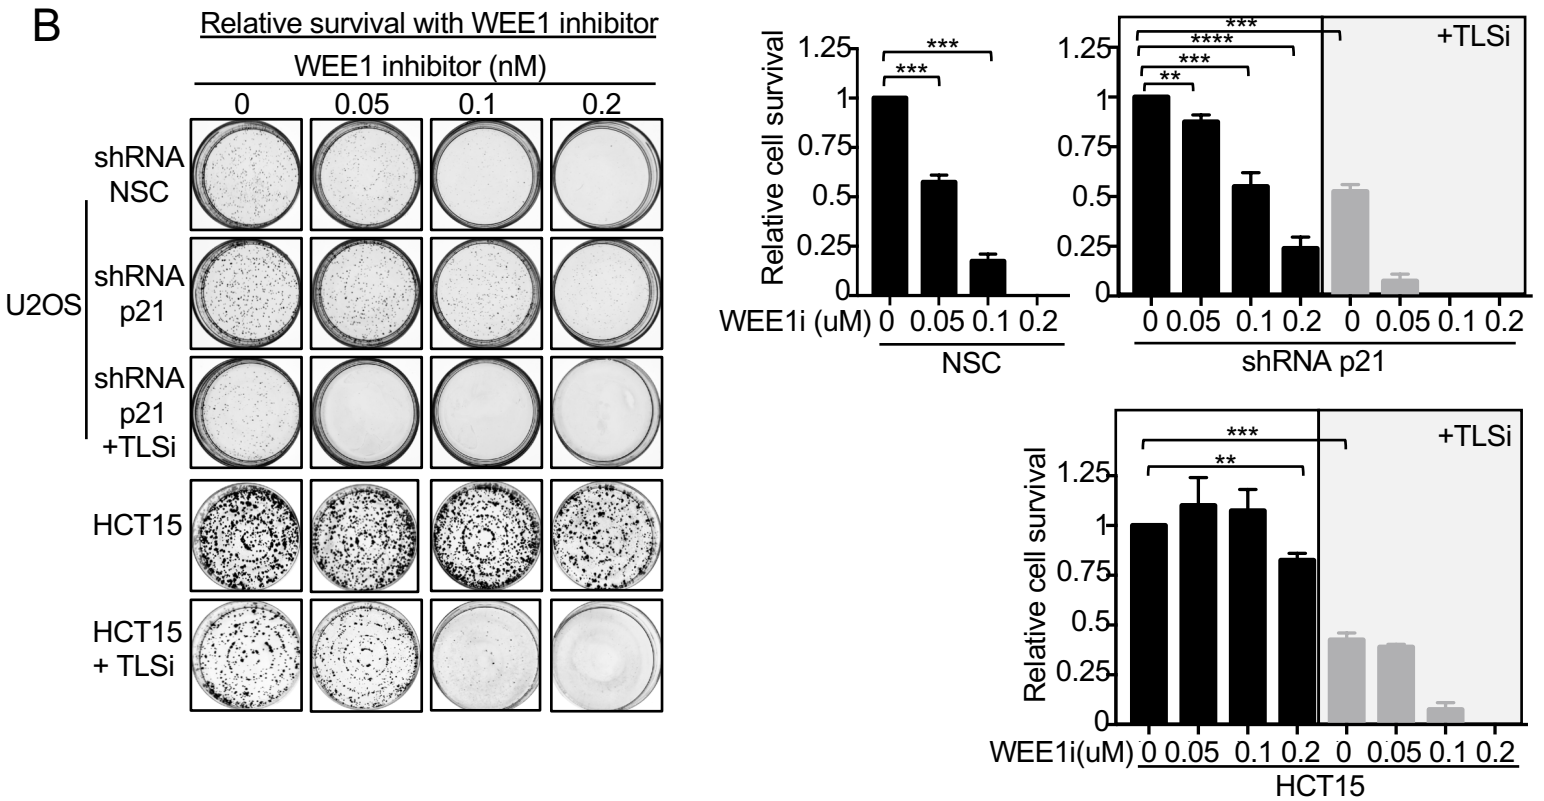 B
Relative survival with WEE1 inhibitor
WEE1 inhibitor (nM)
0 0.05 0.1 0.2
shRNA
NSC
shRNA
p21
shRNA
p21
+TLSi
U2OS
HCT15
HCT15
+ TLSi
Relative cell survival
1.25
1
0.75
0.5
0.25
0
***
***
WEE1i (uM) 0 0.05 0.1 0.2
NSC
+TLSi
***
****
***
**
1.25
1
0.75
0.5
0.25
0
0 0.05 0.1 0.2 0 0.05 0.1 0.2
shRNA p21
+TLSi
***
**
Relative cell survival
1.25
1
0.75
0.5
0.25
0
WEE1i(uM) 0 0.05 0.1 0.2 0 0.05 0.1 0.2
HCT15